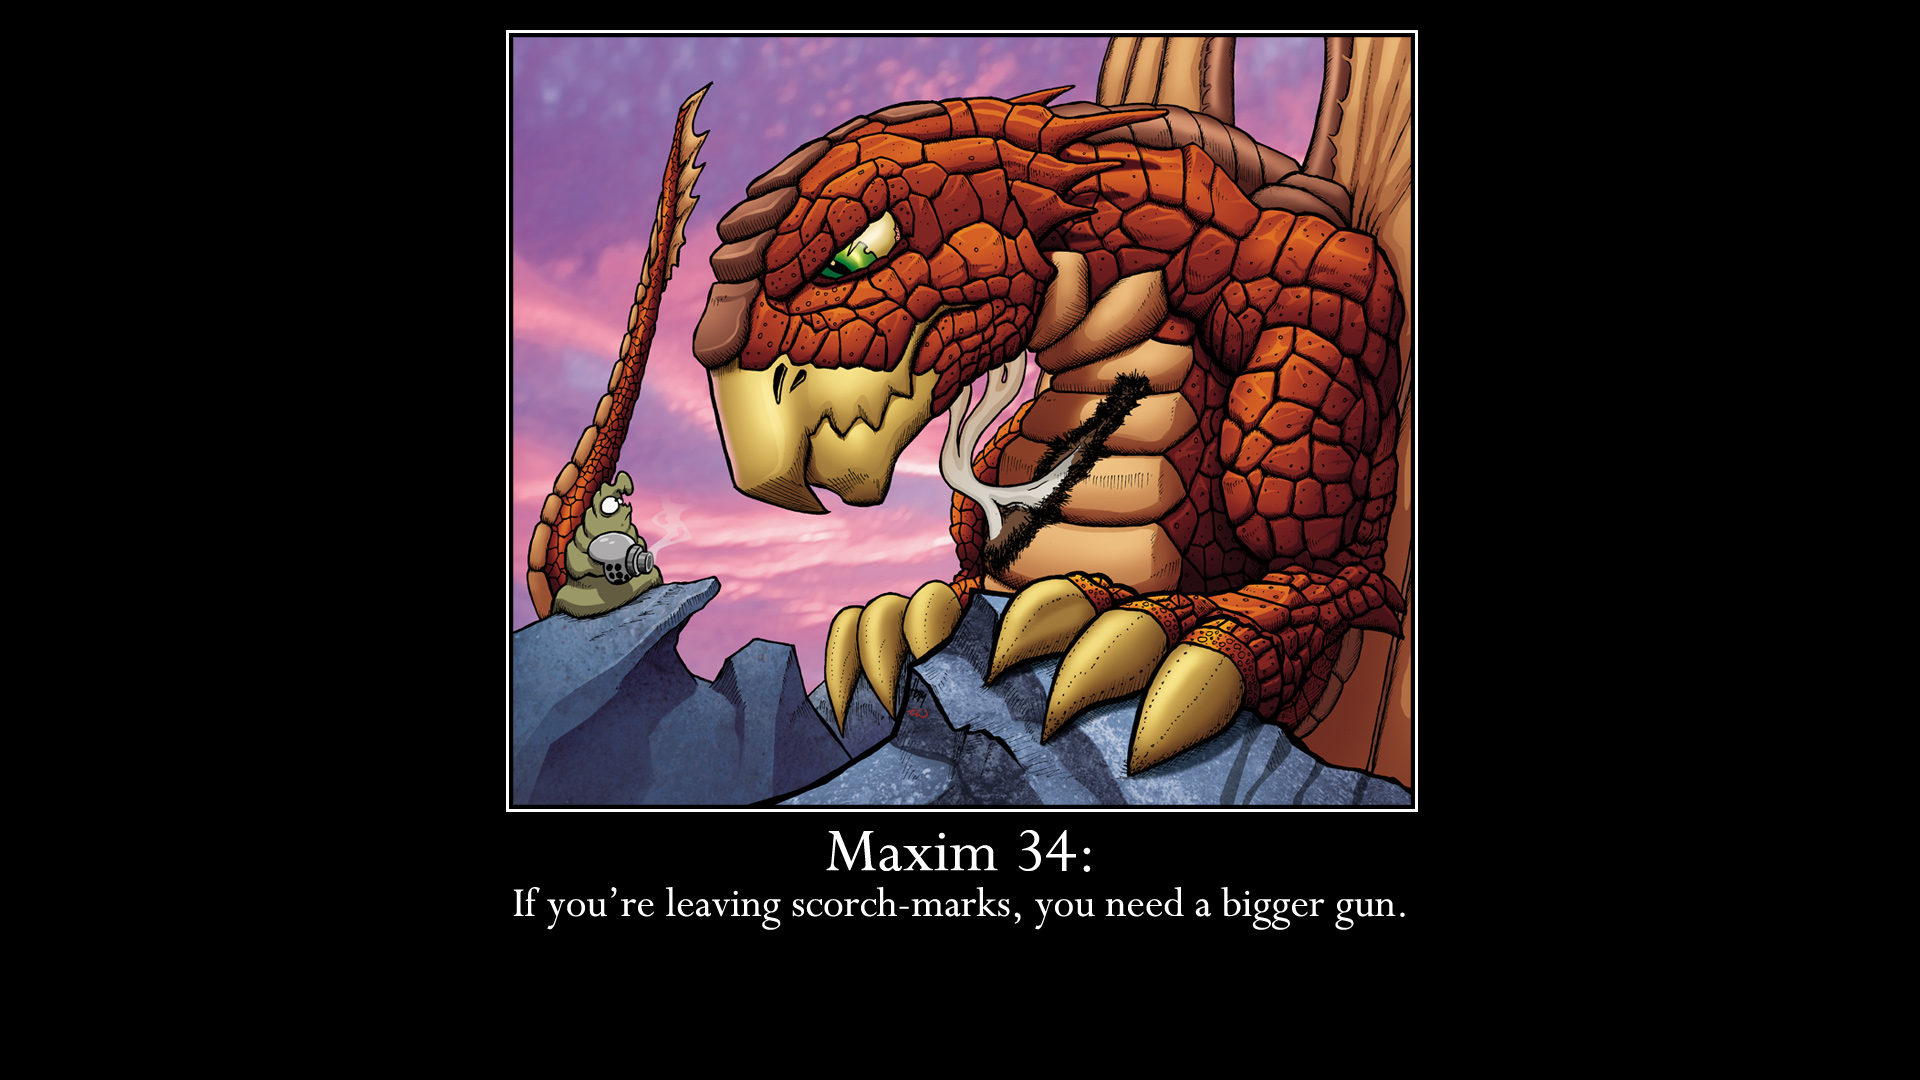 Maxim 34:
If you’re leaving scorch-marks, you need a bigger gun.